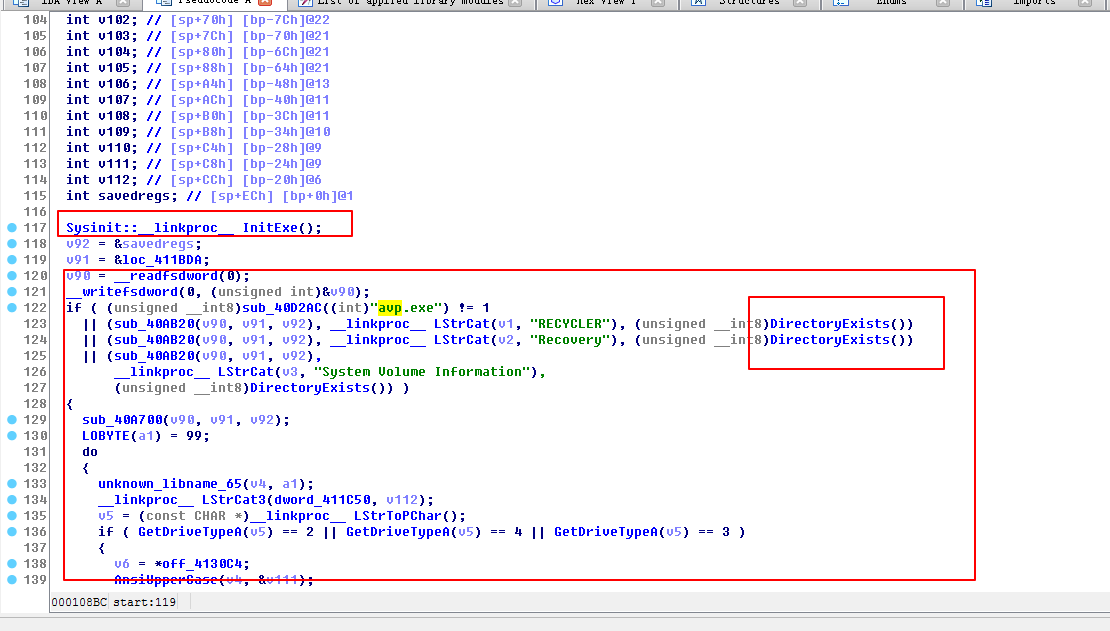 IDA View-A Pseudocode-A List of applied library modules Hex View-1 Structures Enums Imports
104 int v102; // [sp+70h] [bp-7Ch]@22
105 int v103; // [sp+7Ch] [bp-70h]@21
106 int v104; // [sp+80h] [bp-6Ch]@21
107 int v105; // [sp+88h] [bp-64h]@21
108 int v106; // [sp+A4h] [bp-48h]@13
109 int v107; // [sp+ACh] [bp-40h]@11
110 int v108; // [sp+B0h] [bp-3Ch]@11
111 int v109; // [sp+B8h] [bp-34h]@10
112 int v110; // [sp+C4h] [bp-28h]@9
113 int v111; // [sp+C8h] [bp-24h]@9
114 int v112; // [sp+CCh] [bp-20h]@6
115 int savedregs; // [sp+ECh] [bp+0h]@1
116
117 Sysinit::__linkproc__ InitExe();
118 v92 = &savedregs;
119 v91 = &loc_411BDA;
120 v90 = __readfsdword(0);
121 __writefsdword(0, (unsigned int)&v90);
122 if ( (unsigned __int8)sub_40D2AC((int)"avp.exe") != 1
123 || (sub_40AB20(v90, v91, v92), __linkproc__ LStrCat(v1, "RECYCLER"), (unsigned __int8)DirectoryExists())
124 || (sub_40AB20(v90, v91, v92), __linkproc__ LStrCat(v2, "Recovery"), (unsigned __int8)DirectoryExists())
125 || (sub_40AB20(v90, v91, v92),
126 __linkproc__ LStrCat(v3, "System Volume Information"),
127 (unsigned __int8)DirectoryExists()) )
128 {
129 sub_40A700(v90, v91, v92);
130 LOBYTE(a1) = 99;
131 do
132 {
133 unknown_libname_65(v4, a1);
134 __linkproc__ LStrCat3(dword_411C50, v112);
135 v5 = (const CHAR *)__linkproc__ LStrToPChar();
136 if ( GetDriveTypeA(v5) == 2 || GetDriveTypeA(v5) == 4 || GetDriveTypeA(v5) == 3 )
137 {
138 v6 = *off_4130C4;
139 AnsiUpperCase(v4, &v111);
000108BC start:119